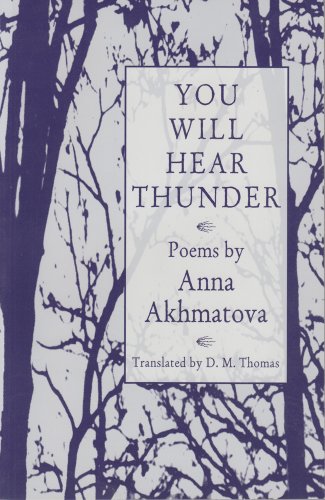 YOU
WILL
HEAR
THUNDER
Poems by
Anna
Akhmatova
Translated by D. M. Thomas